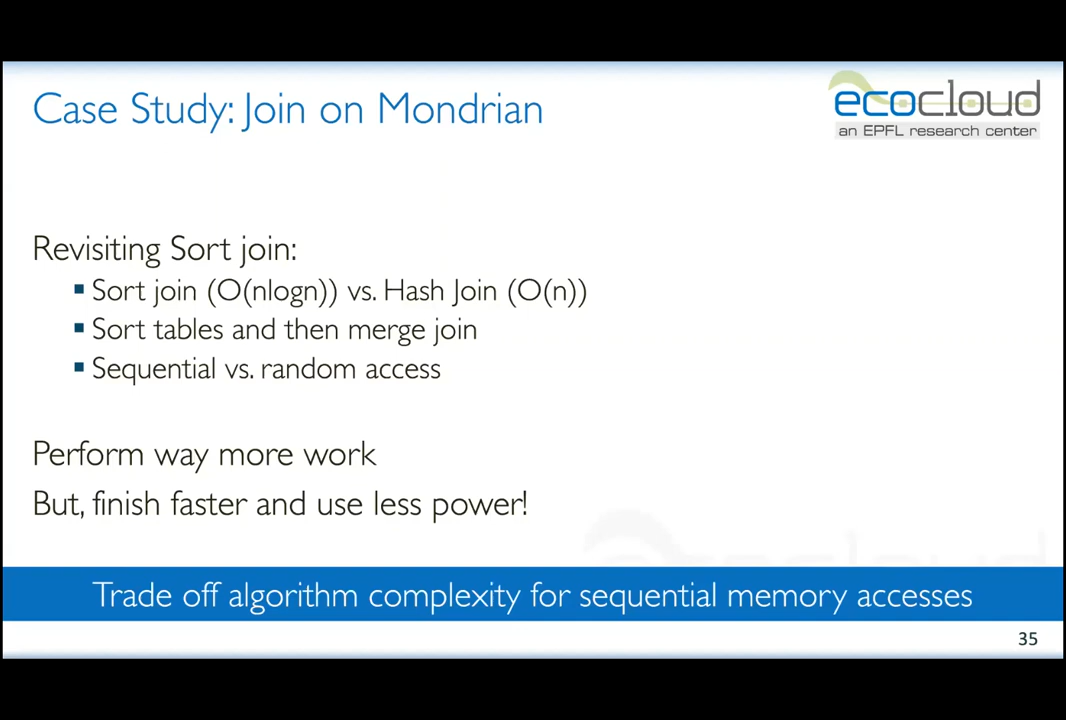 Case Study: Join on Mondrian
ecocloud
an EPFL research center
Revisiting Sort join:
▪ Sort join (O(nlogn)) vs. Hash Join (O(n))
▪ Sort tables and then merge join
▪ Sequential vs. random access
Perform way more work
But, finish faster and use less power!
Trade off algorithm complexity for sequential memory accesses
35